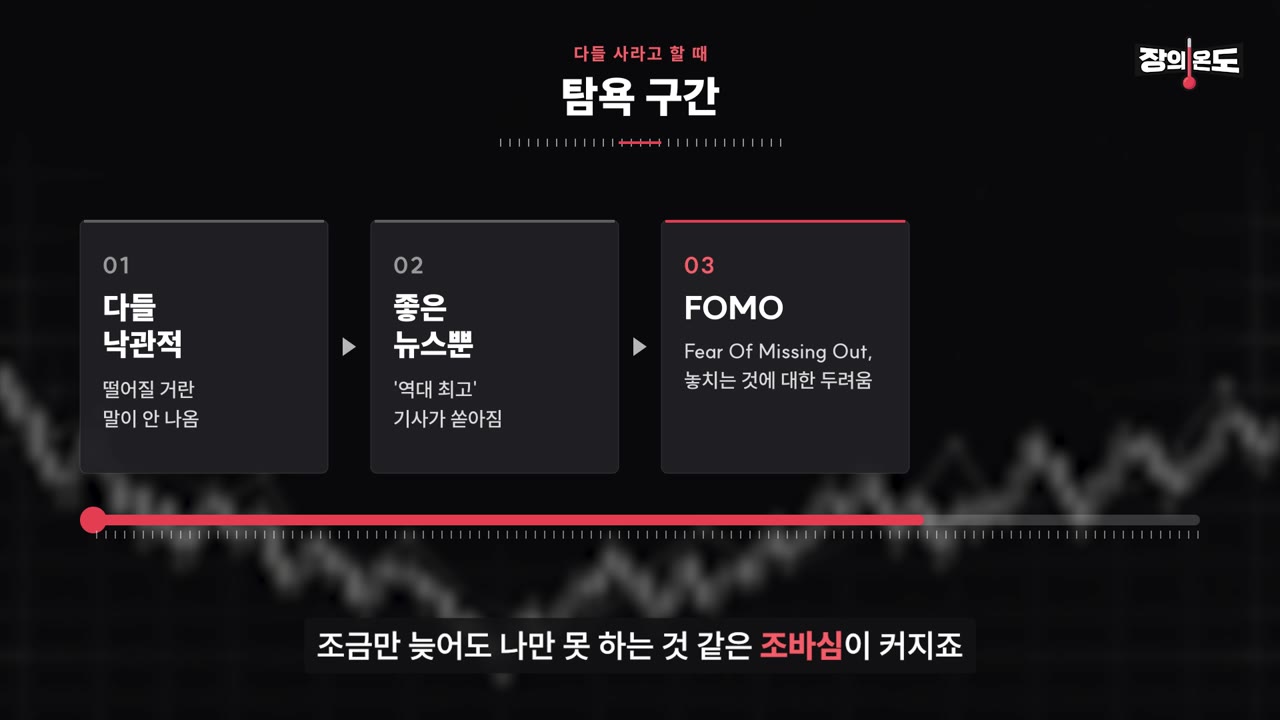 다들 사라고 할 때
탐욕 구간
장의온도
01
다들
낙관적
떨어질 거란
말이 안 나옴
02
좋은
뉴스뿐
'역대 최고'
기사가 쏟아짐
03
FOMO
Fear Of Missing Out,
놓치는 것에 대한 두려움
조금만 늦어도 나만 못 하는 것 같은 조바심이 커지죠